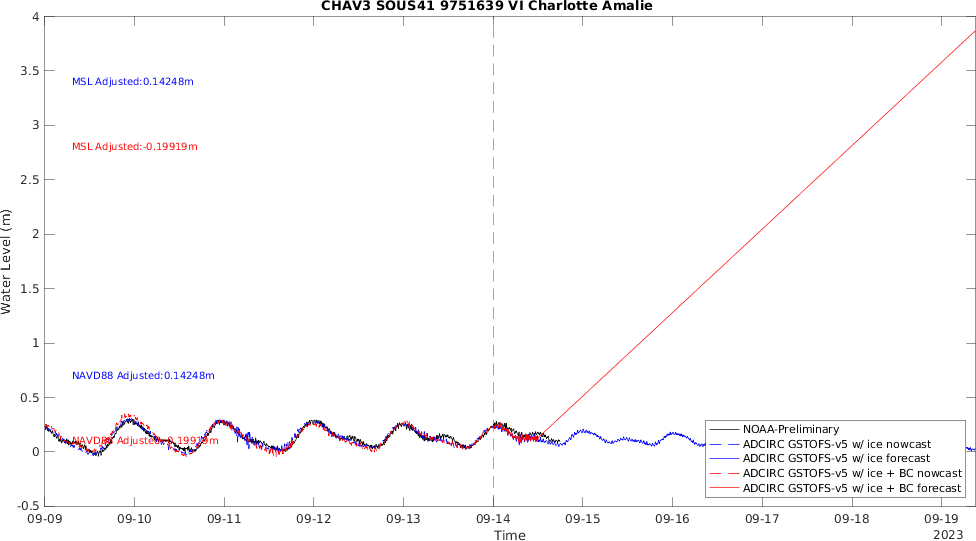 CHAV3 SOUS41 9751639 VI Charlotte Amalie
4
3.5
3
2.5
2
1.5
1
0.5
0
-0.5
Water Level (m)
MSL Adjusted:0.14248m
MSL Adjusted:-0.19919m
NAVD88 Adjusted:0.14248m
NAVD88 Adjusted:-0.19919m
NOAA-Preliminary
ADCIRC GSTOFS-v5 w/ ice nowcast
ADCIRC GSTOFS-v5 w/ ice forecast
ADCIRC GSTOFS-v5 w/ ice + BC nowcast
ADCIRC GSTOFS-v5 w/ ice + BC forecast
09-09 09-10 09-11 09-12 09-13 09-14 09-15 09-16 09-17 09-18 09-19
Time
2023